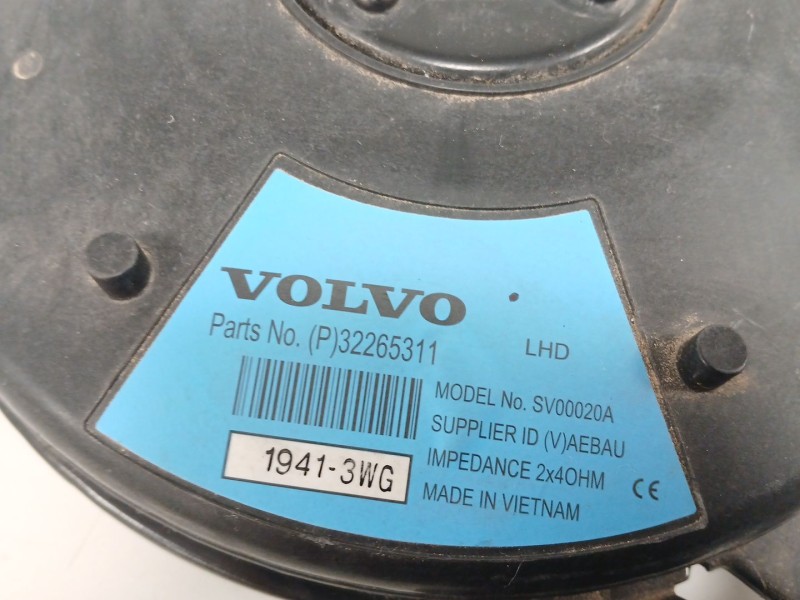 VOLVO
Parts No. (P)32265311
LHD
MODEL No. SV00020A
SUPPLIER ID (V)AEBAU
IMPEDANCE 2x4OHM
MADE IN VIETNAM
CE
1941-3WG